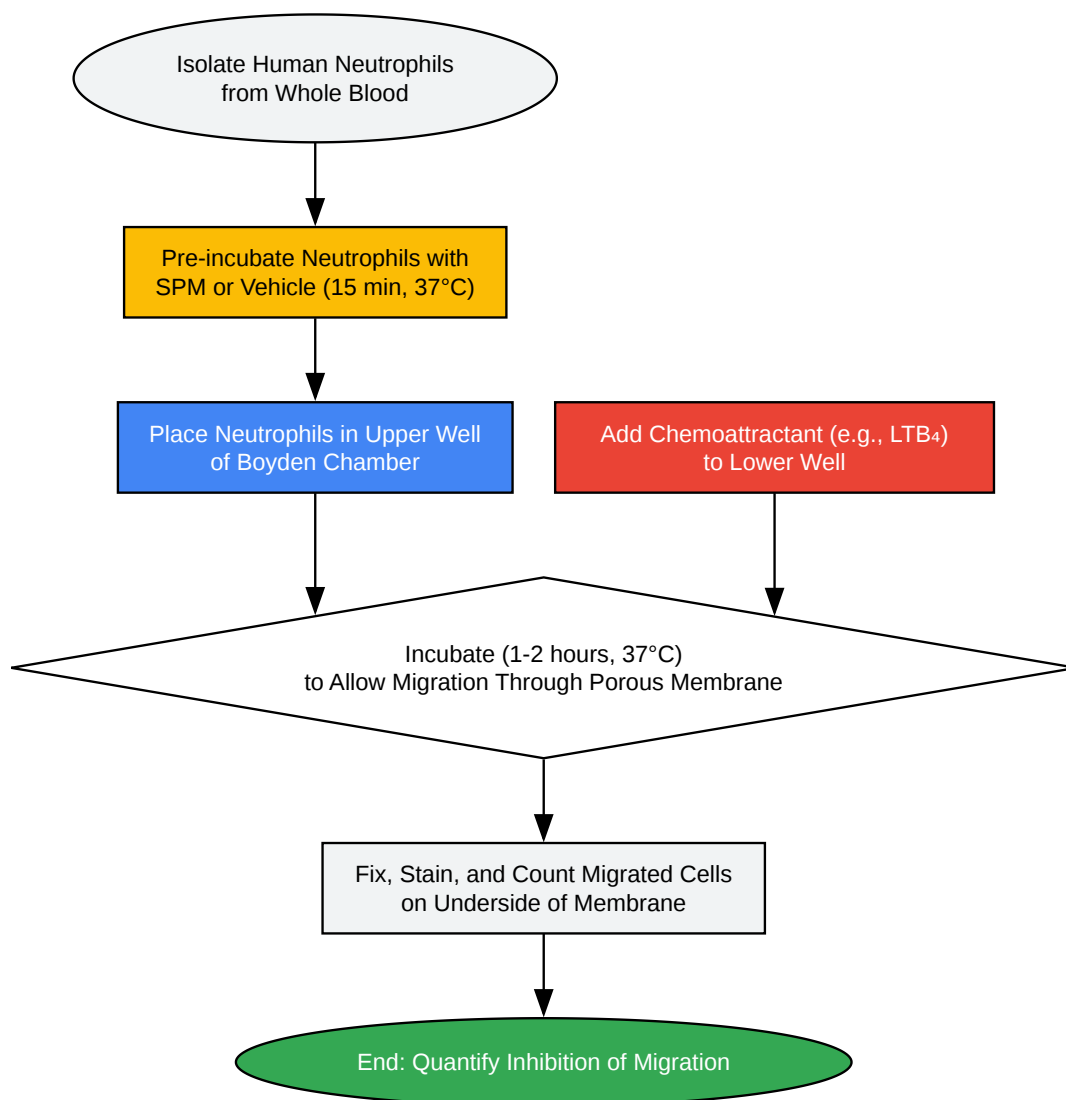 Isolate Human Neutrophils
from Whole Blood
Pre-incubate Neutrophils with
SPM or Vehicle (15 min, 37°C)
Place Neutrophils in Upper Well
of Boyden Chamber
Add Chemoattractant (e.g., LTB₄)
to Lower Well
Incubate (1-2 hours, 37°C)
to Allow Migration Through Porous Membrane
Fix, Stain, and Count Migrated Cells
on Underside of Membrane
End: Quantify Inhibition of Migration